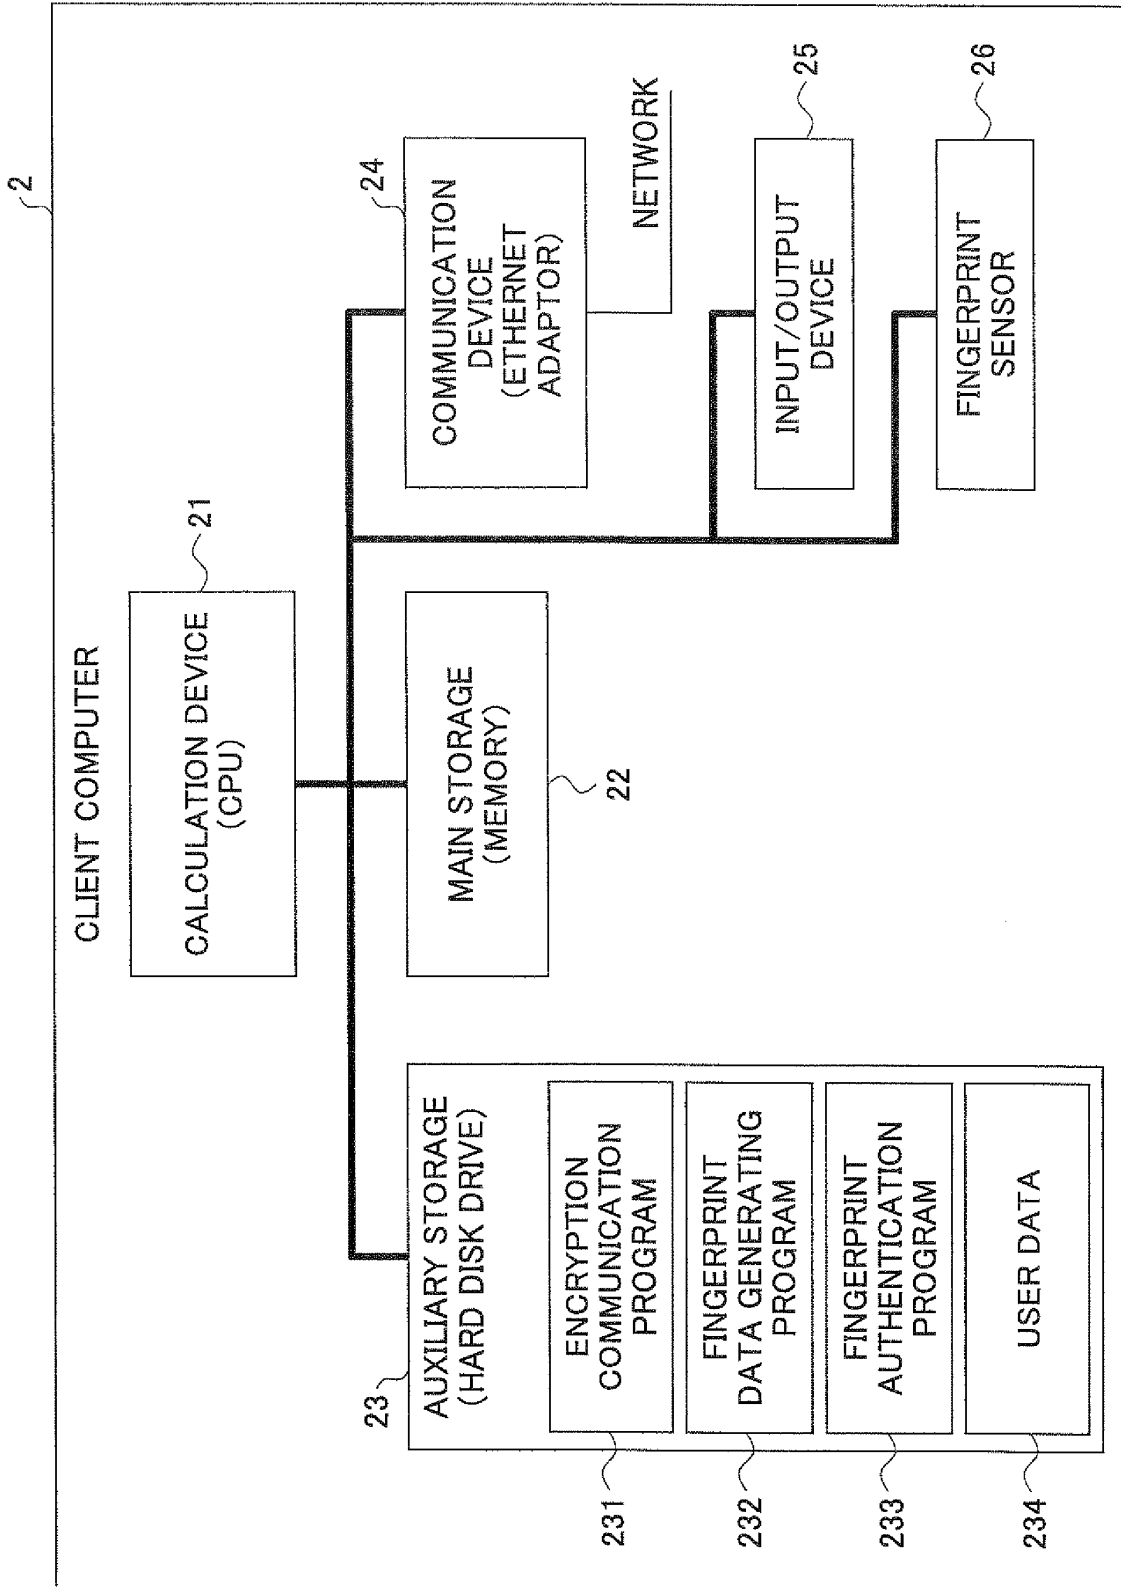 2
CLIENT COMPUTER
21
CALCULATION DEVICE
(CPU)
23
AUXILIARY STORAGE
(HARD DISK DRIVE)
231
ENCRYPTION
COMMUNICATION
PROGRAM
232
FINGERPRINT
DATA GENERATING
PROGRAM
233
FINGERPRINT
AUTHENTICATION
PROGRAM
234
USER DATA
MAIN STORAGE
(MEMORY)
22
24
COMMUNICATION
DEVICE
(ETHERNET
ADAPTOR)
NETWORK
25
INPUT/OUTPUT
DEVICE
26
FINGERPRINT
SENSOR